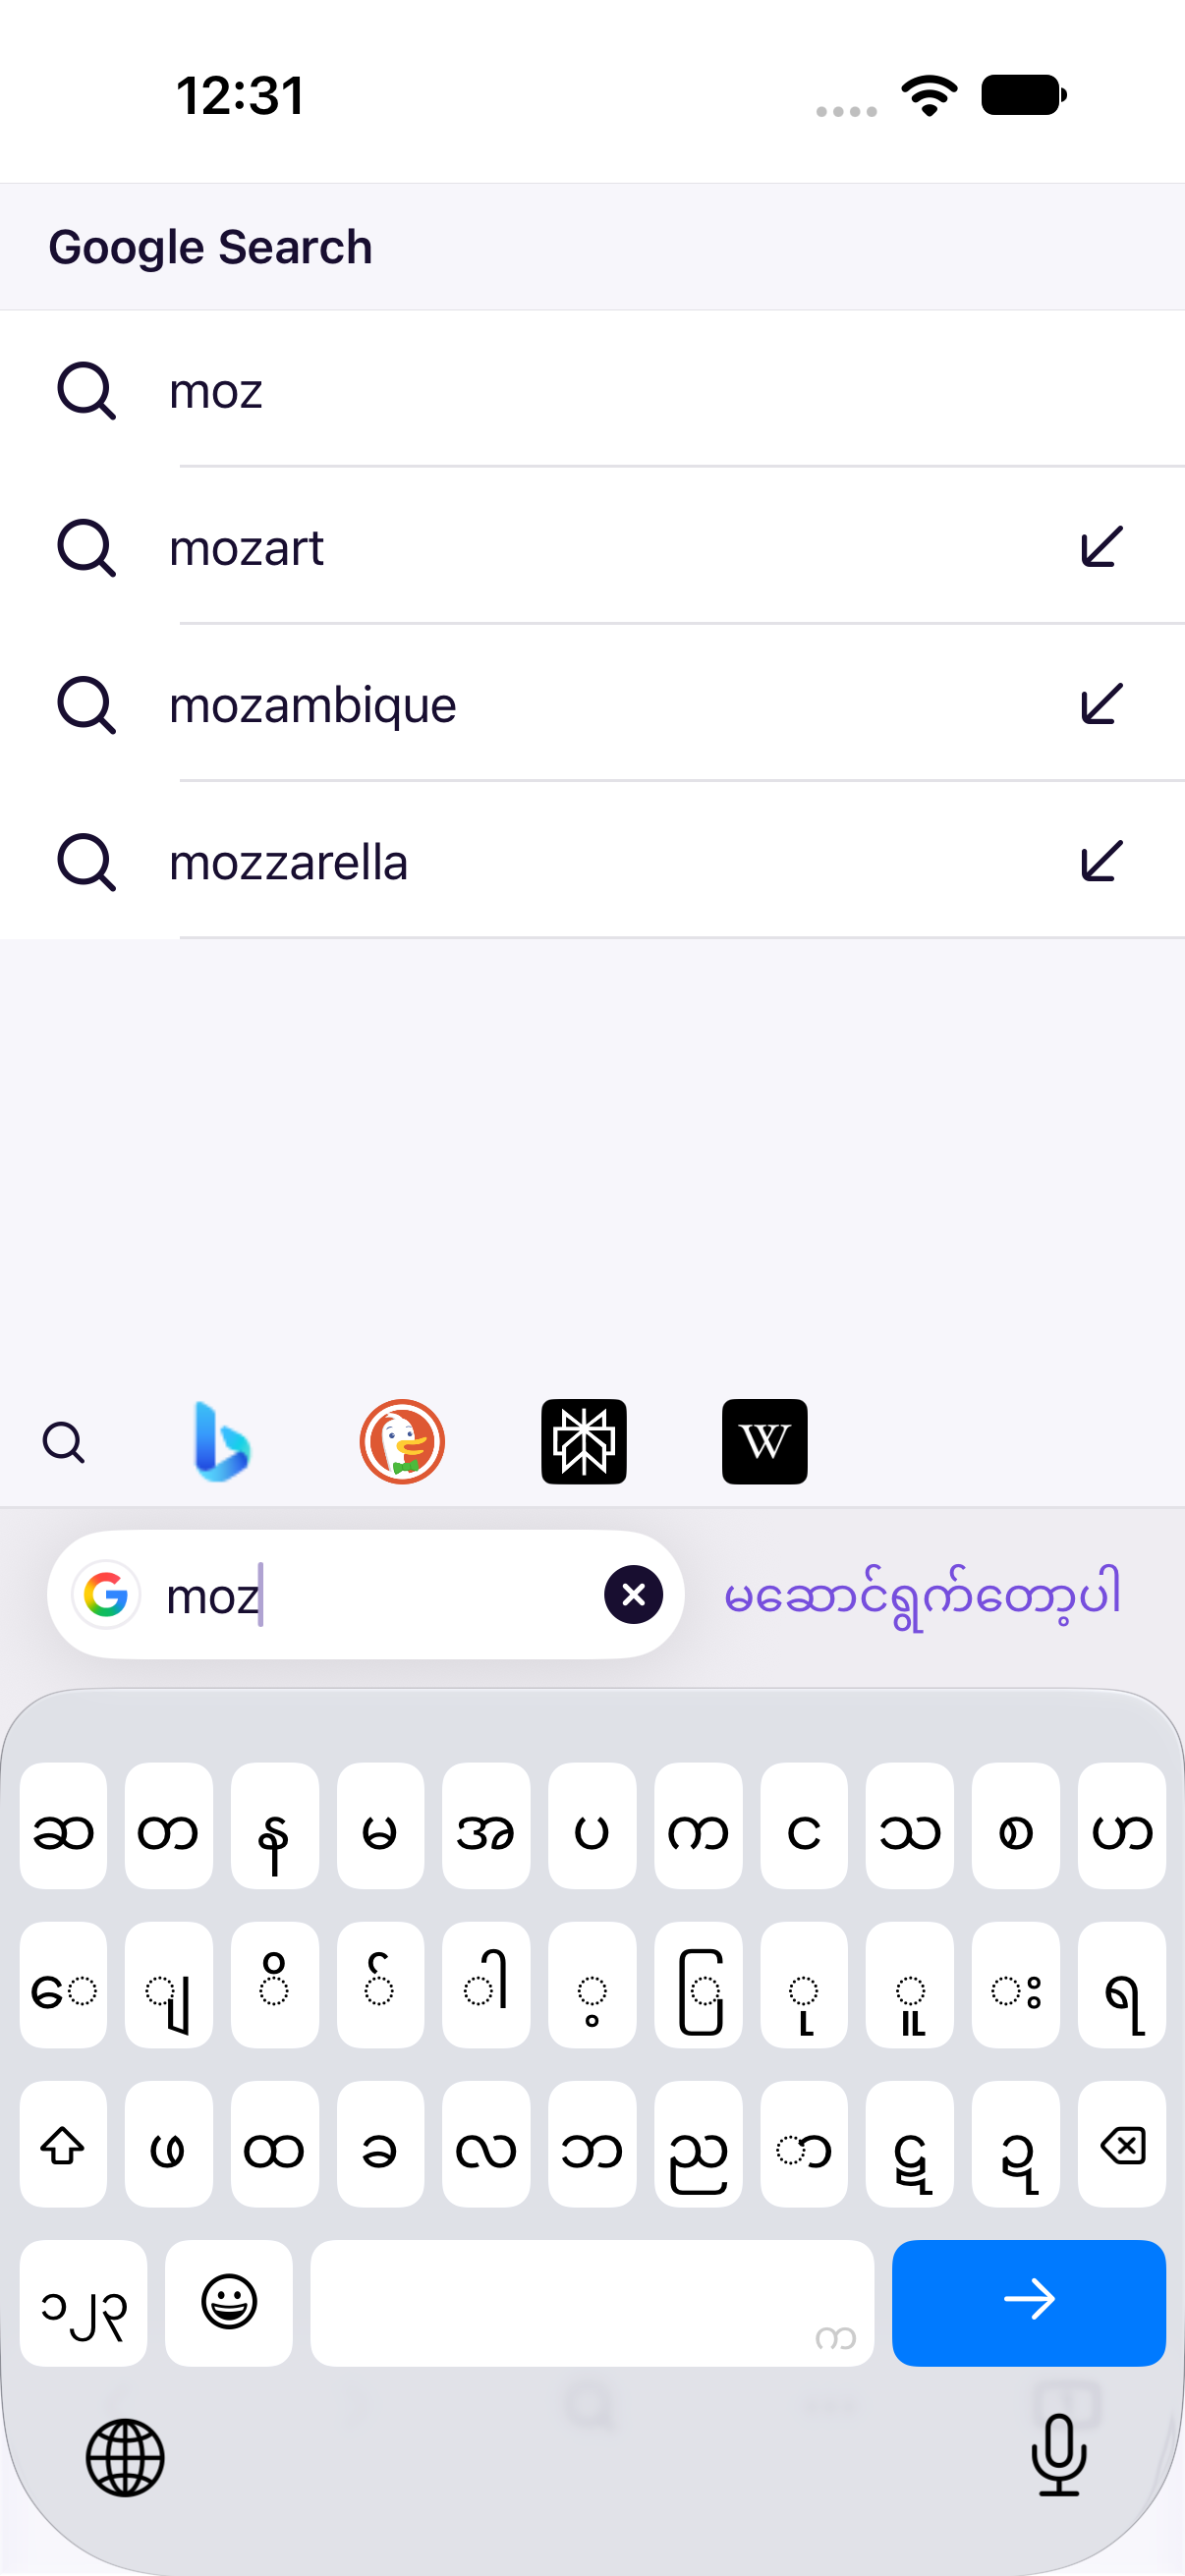 12:31
Google Search
moz
mozart
mozambique
mozzarella
W
moz
မဆောင်ရွက်တော့ပါ
ဆ တ န မ အ ပ က င သ စ ဟ
ေ ျ ိ ် ါ ့ ြ ု ူ း ရ
ဖ ထ ခ လ ဘ ည ာ ဋ ဍ
၁၂၃
က